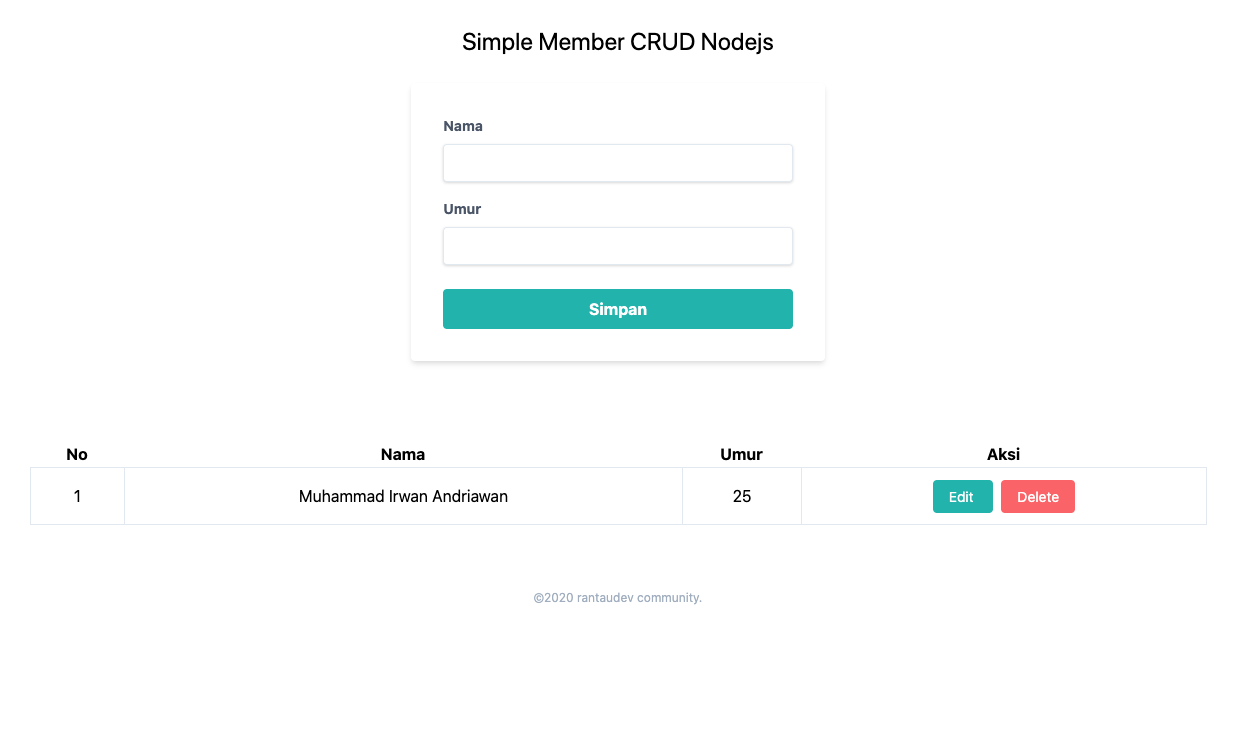 Simple Member CRUD Nodejs
Nama
Umur
Simpan
No Nama Umur Aksi
1 Muhammad Irwan Andriawan 25 Edit Delete
©2020 rantaudev community.